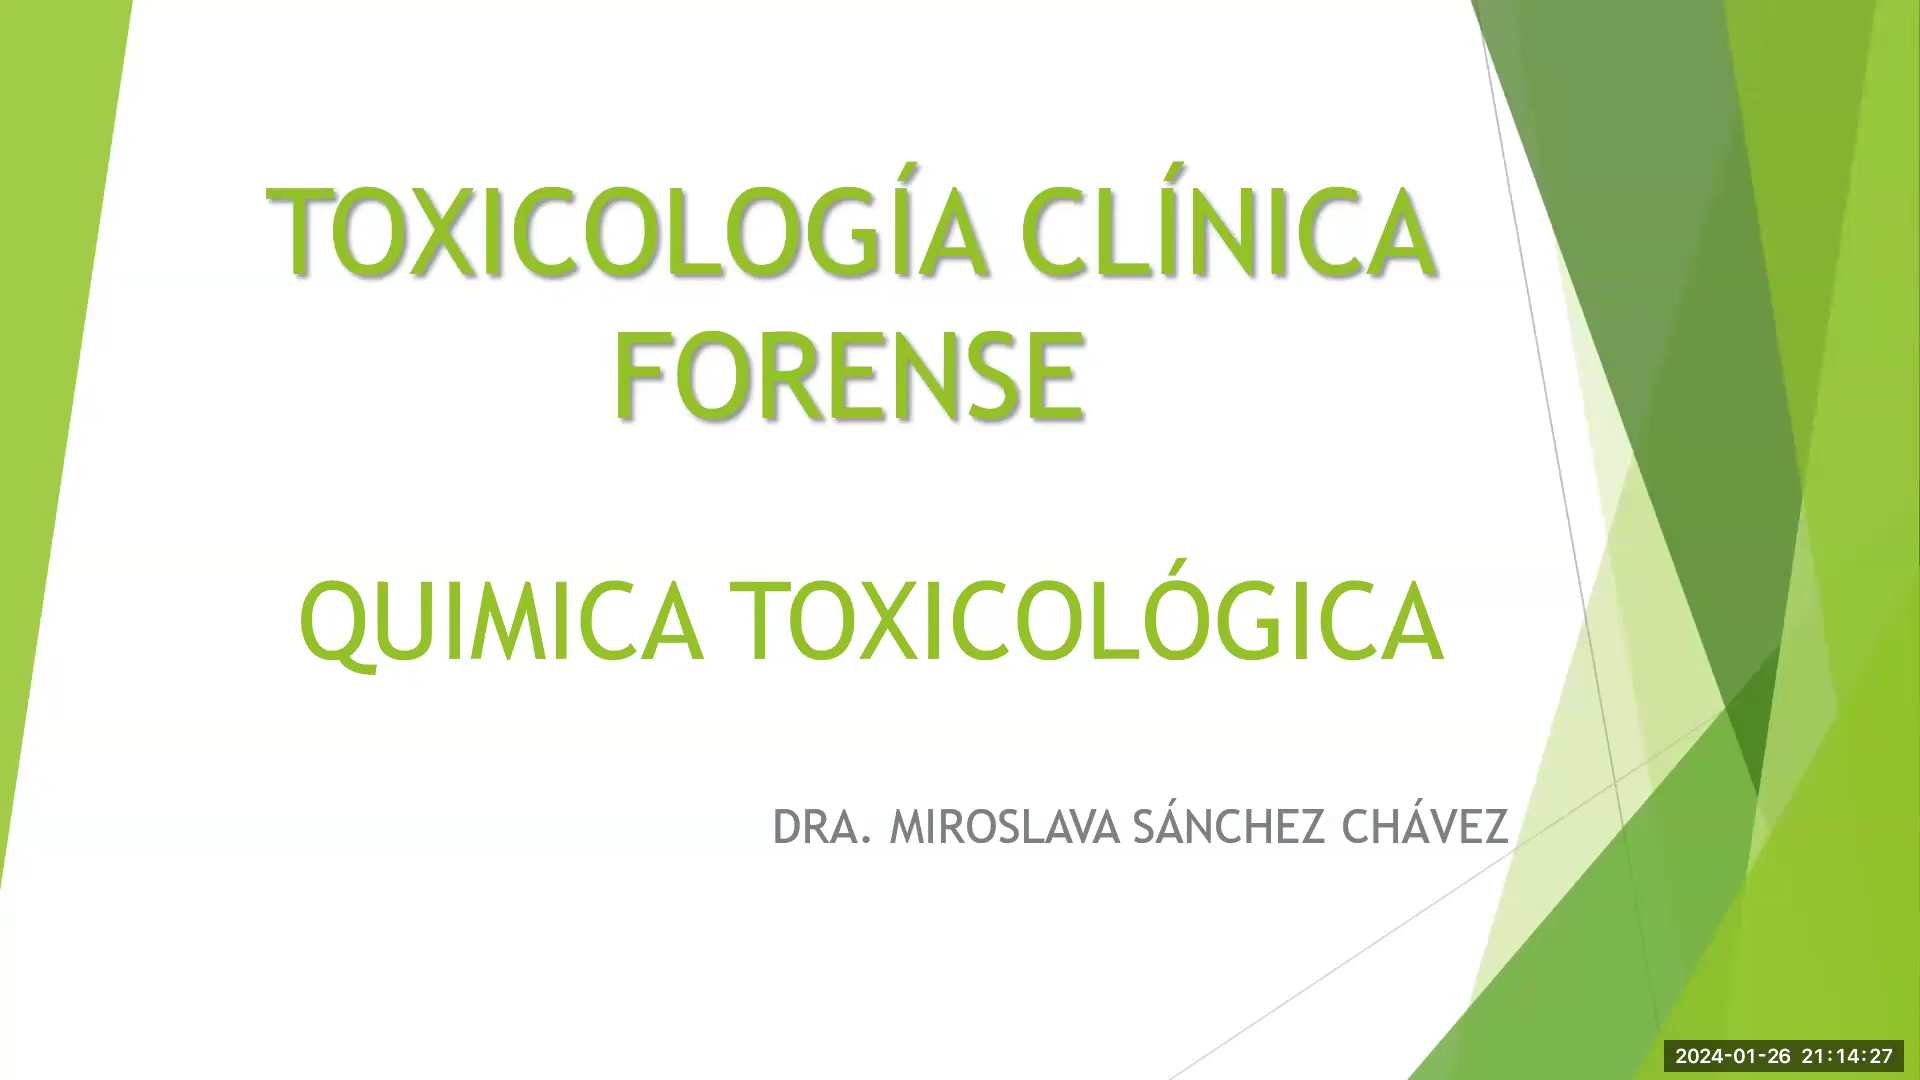 TOXICOLOGÍA CLÍNICA
FORENSE
QUIMICA TOXICOLÓGICA
DRA. MIROSLAVA SÁNCHEZ CHÁVEZ
2024-01-26 21:14:27